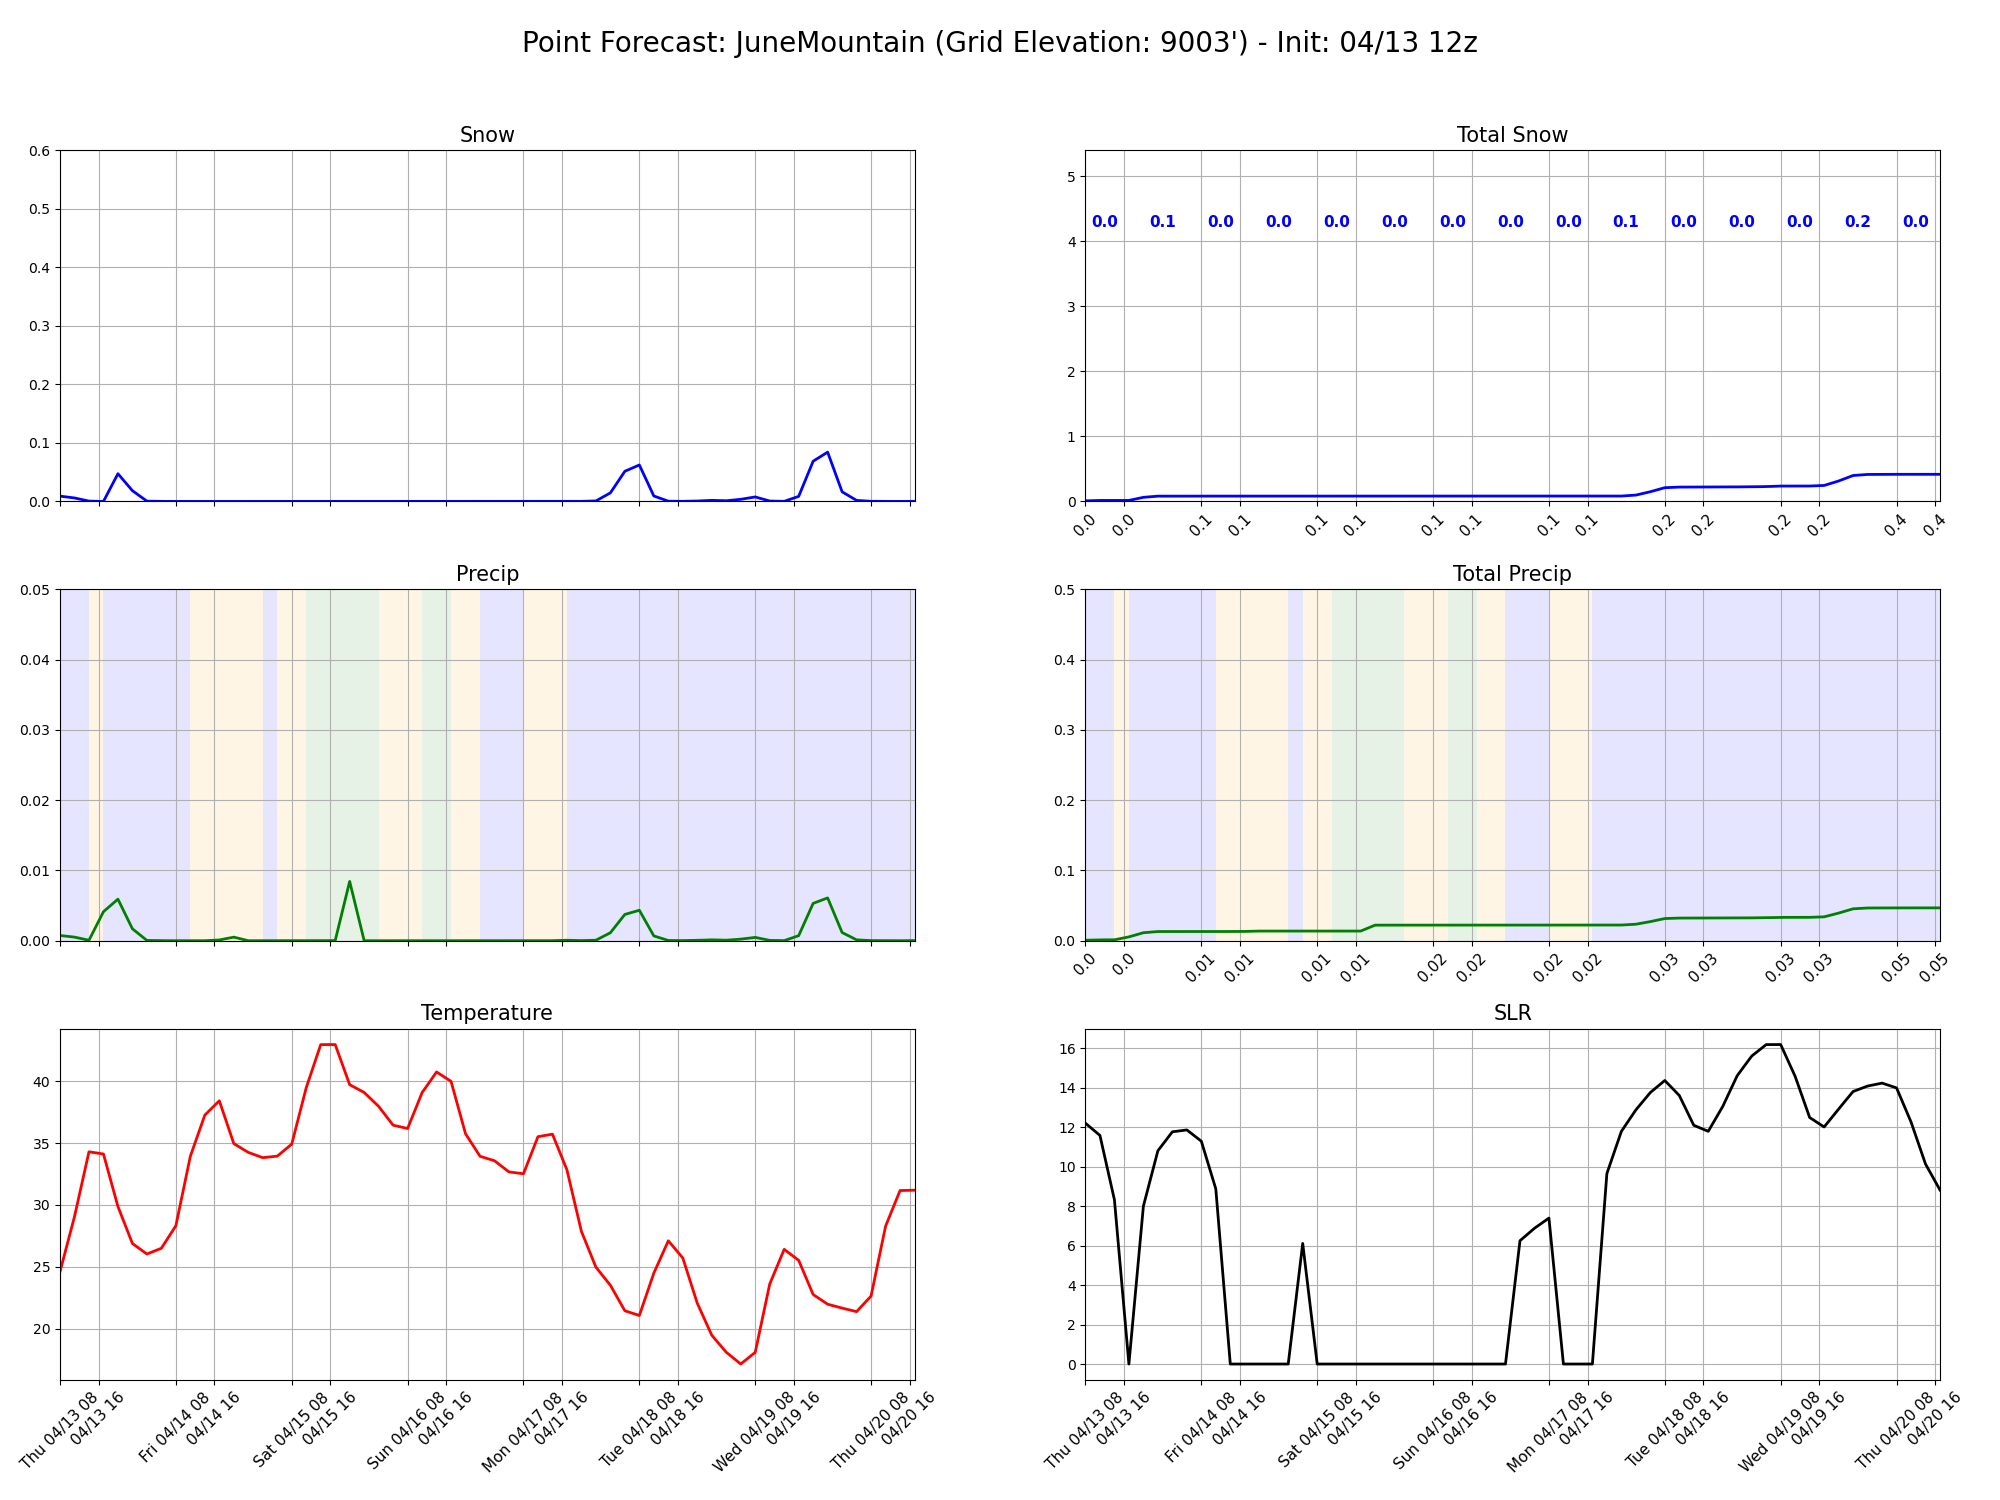 Point Forecast: JuneMountain (Grid Elevation: 9003') - Init: 04/13 12z
Snow
0.6
0.5
0.4
0.3
0.2
0.1
0.0
Total Snow
5
4
3
2
1
0
0.0 0.1 0.0 0.0 0.0 0.0 0.0 0.0 0.0 0.1 0.0 0.0 0.0 0.2 0.0
0.0 0.0 0.1 0.1 0.1 0.1 0.1 0.1 0.1 0.1 0.2 0.2 0.2 0.2 0.4 0.4
Precip
0.05
0.04
0.03
0.02
0.01
0.00
Total Precip
0.5
0.4
0.3
0.2
0.1
0.0
0.0 0.0 0.01 0.01 0.01 0.01 0.02 0.02 0.02 0.02 0.03 0.03 0.03 0.03 0.05 0.05
Temperature
40
35
30
25
20
Thu 04/13 08
04/13 16
Fri 04/14 08
04/14 16
Sat 04/15 08
04/15 16
Sun 04/16 08
04/16 16
Mon 04/17 08
04/17 16
Tue 04/18 08
04/18 16
Wed 04/19 08
04/19 16
Thu 04/20 08
04/20 16
SLR
16
14
12
10
8
6
4
2
0
Thu 04/13 08
04/13 16
Fri 04/14 08
04/14 16
Sat 04/15 08
04/15 16
Sun 04/16 08
04/16 16
Mon 04/17 08
04/17 16
Tue 04/18 08
04/18 16
Wed 04/19 08
04/19 16
Thu 04/20 08
04/20 16